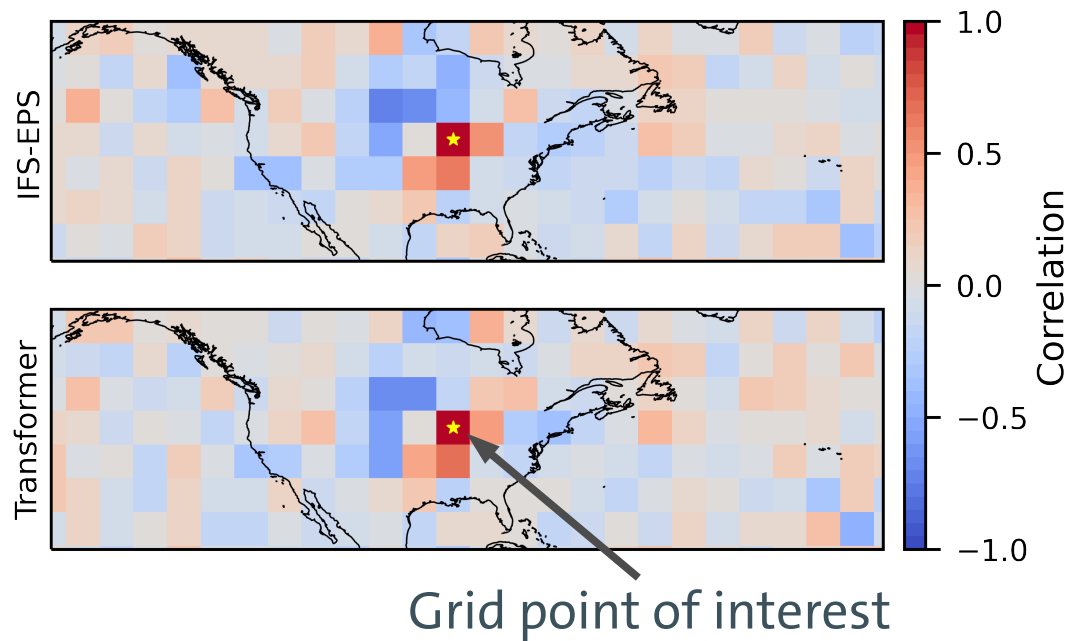 IFS-EPS
Transformer
1.0
0.5
0.0
−0.5
−1.0
Correlation
Grid point of interest